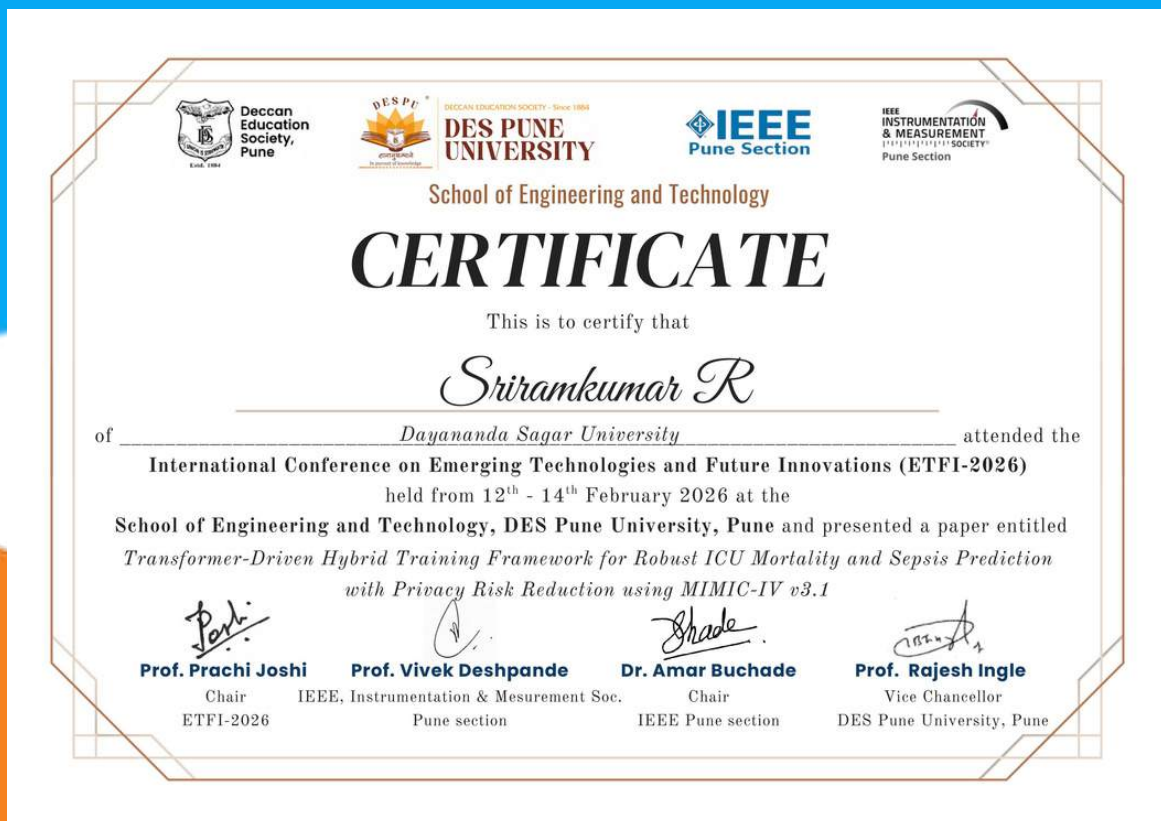 Deccan
Education
Society,
Pune
Estd. 1884
DESPU
DECCAN EDUCATION SOCIETY - Since 1884
DES PUNE
UNIVERSITY
In pursuit of knowledge
IEEE
Pune Section
IEEE
INSTRUMENTATION
& MEASUREMENT
SOCIETY®
Pune Section
School of Engineering and Technology
CERTIFICATE
This is to certify that
Sriramkumar R
of Dayananda Sagar University attended the
International Conference on Emerging Technologies and Future Innovations (ETFI-2026)
held from 12th - 14th February 2026 at the
School of Engineering and Technology, DES Pune University, Pune and presented a paper entitled
Transformer-Driven Hybrid Training Framework for Robust ICU Mortality and Sepsis Prediction
with Privacy Risk Reduction using MIMIC-IV v3.1
Prof. Prachi Joshi
Chair
ETFI-2026
Prof. Vivek Deshpande
IEEE, Instrumentation & Mesurement Soc.
Pune section
Dr. Amar Buchade
Chair
IEEE Pune section
Prof. Rajesh Ingle
Vice Chancellor
DES Pune University, Pune